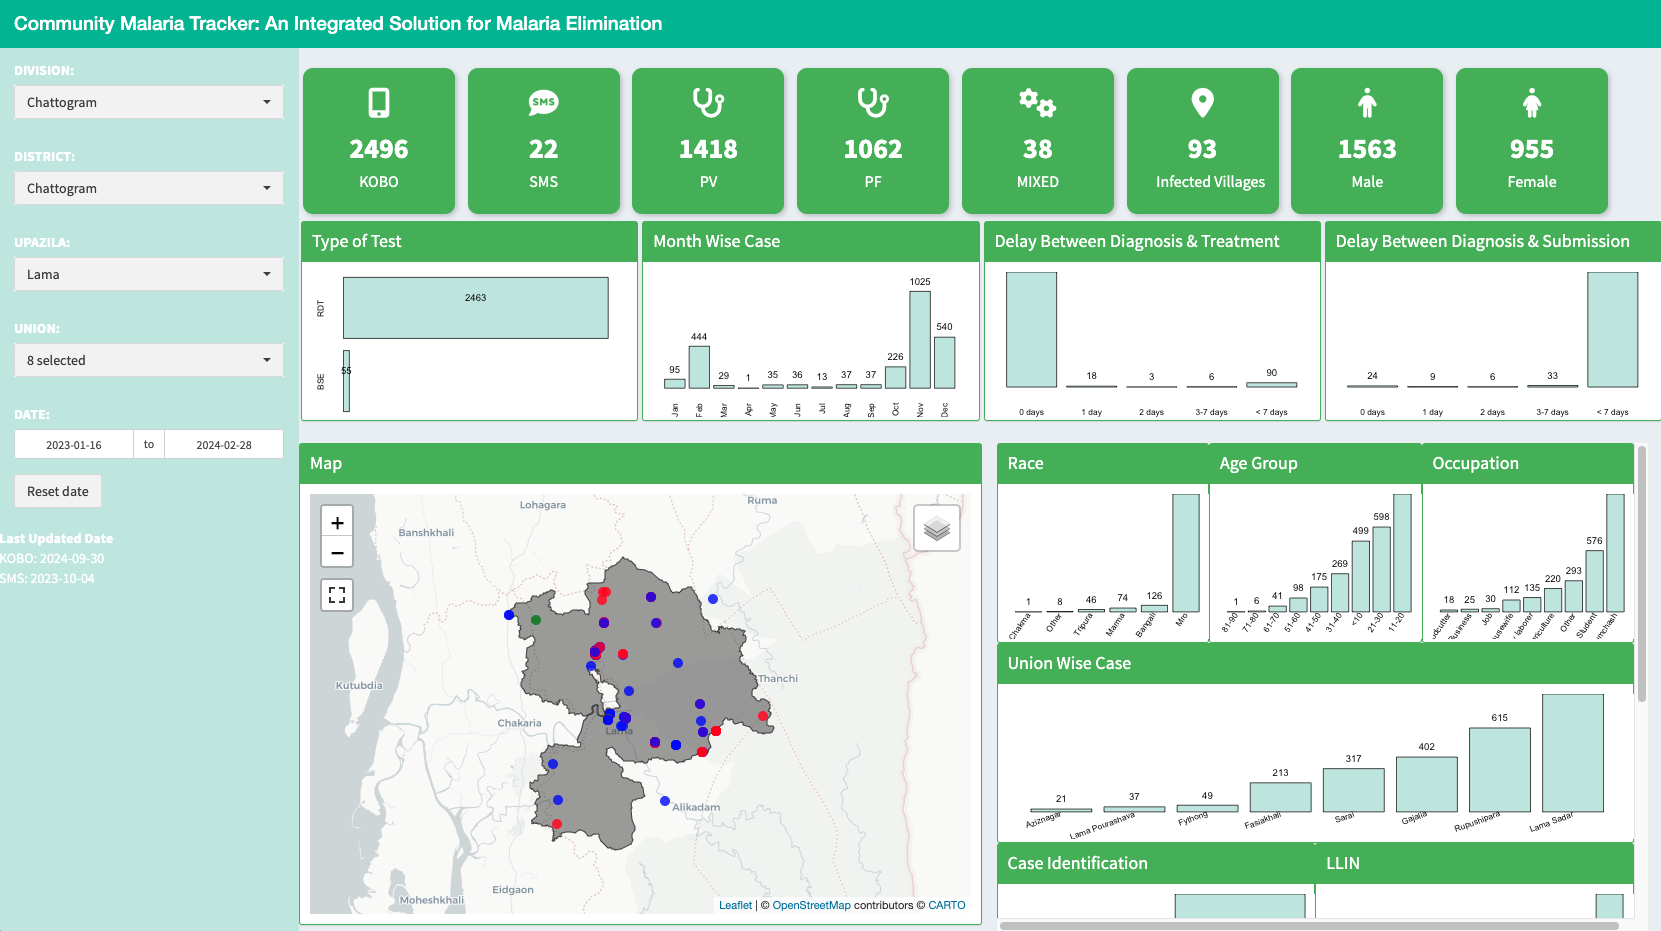 Community Malaria Tracker: An Integrated Solution for Malaria Elimination
DIVISION:
Chattogram
DISTRICT:
Chattogram
UPAZILA:
Lama
UNION:
8 selected
DATE:
2023-01-16 to 2024-02-28
Reset date
Last Updated Date
KOBO: 2024-09-30
SMS: 2023-10-04
2496
KOBO
SMS
22
SMS
1418
PV
1062
PF
38
MIXED
93
Infected Villages
1563
Male
955
Female
Type of Test
RDT
2463
BSE
55
Month Wise Case
95 444 29 1 35 36 13 37 37 226 1025 540
Jan Feb Mar Apr May Jun Jul Aug Sep Oct Nov Dec
Delay Between Diagnosis & Treatment
18 3 6 90
0 days 1 day 2 days 3-7 days < 7 days
Delay Between Diagnosis & Submission
24 9 6 33
0 days 1 day 2 days 3-7 days < 7 days
Map
+
−
Lohagara
Ruma
Banshkhali
Kutubdia
Thanchi
Chakaria
Lama
Alikadam
Eidgaon
Moheshkhali
Leaflet | © OpenStreetMap contributors © CARTO
Race
1 8 46 74 126
Chakma Other Tripura Marma Bangali Mro
Age Group
1 6 41 98 175 269 499 598
81-90 71-80 61-70 51-60 41-50 31-40 <10 21-30 11-20
Occupation
18 25 30 112 135 220 293 576
dcutter Business Job usewife laborer riculture Other Student umchash
Union Wise Case
21 37 49 213 317 402 615
Aziznagar Lama Pourashava Fythong Fasiakhali Sarai Gajalia Rupushipara Lama Sadar
Case Identification
LLIN